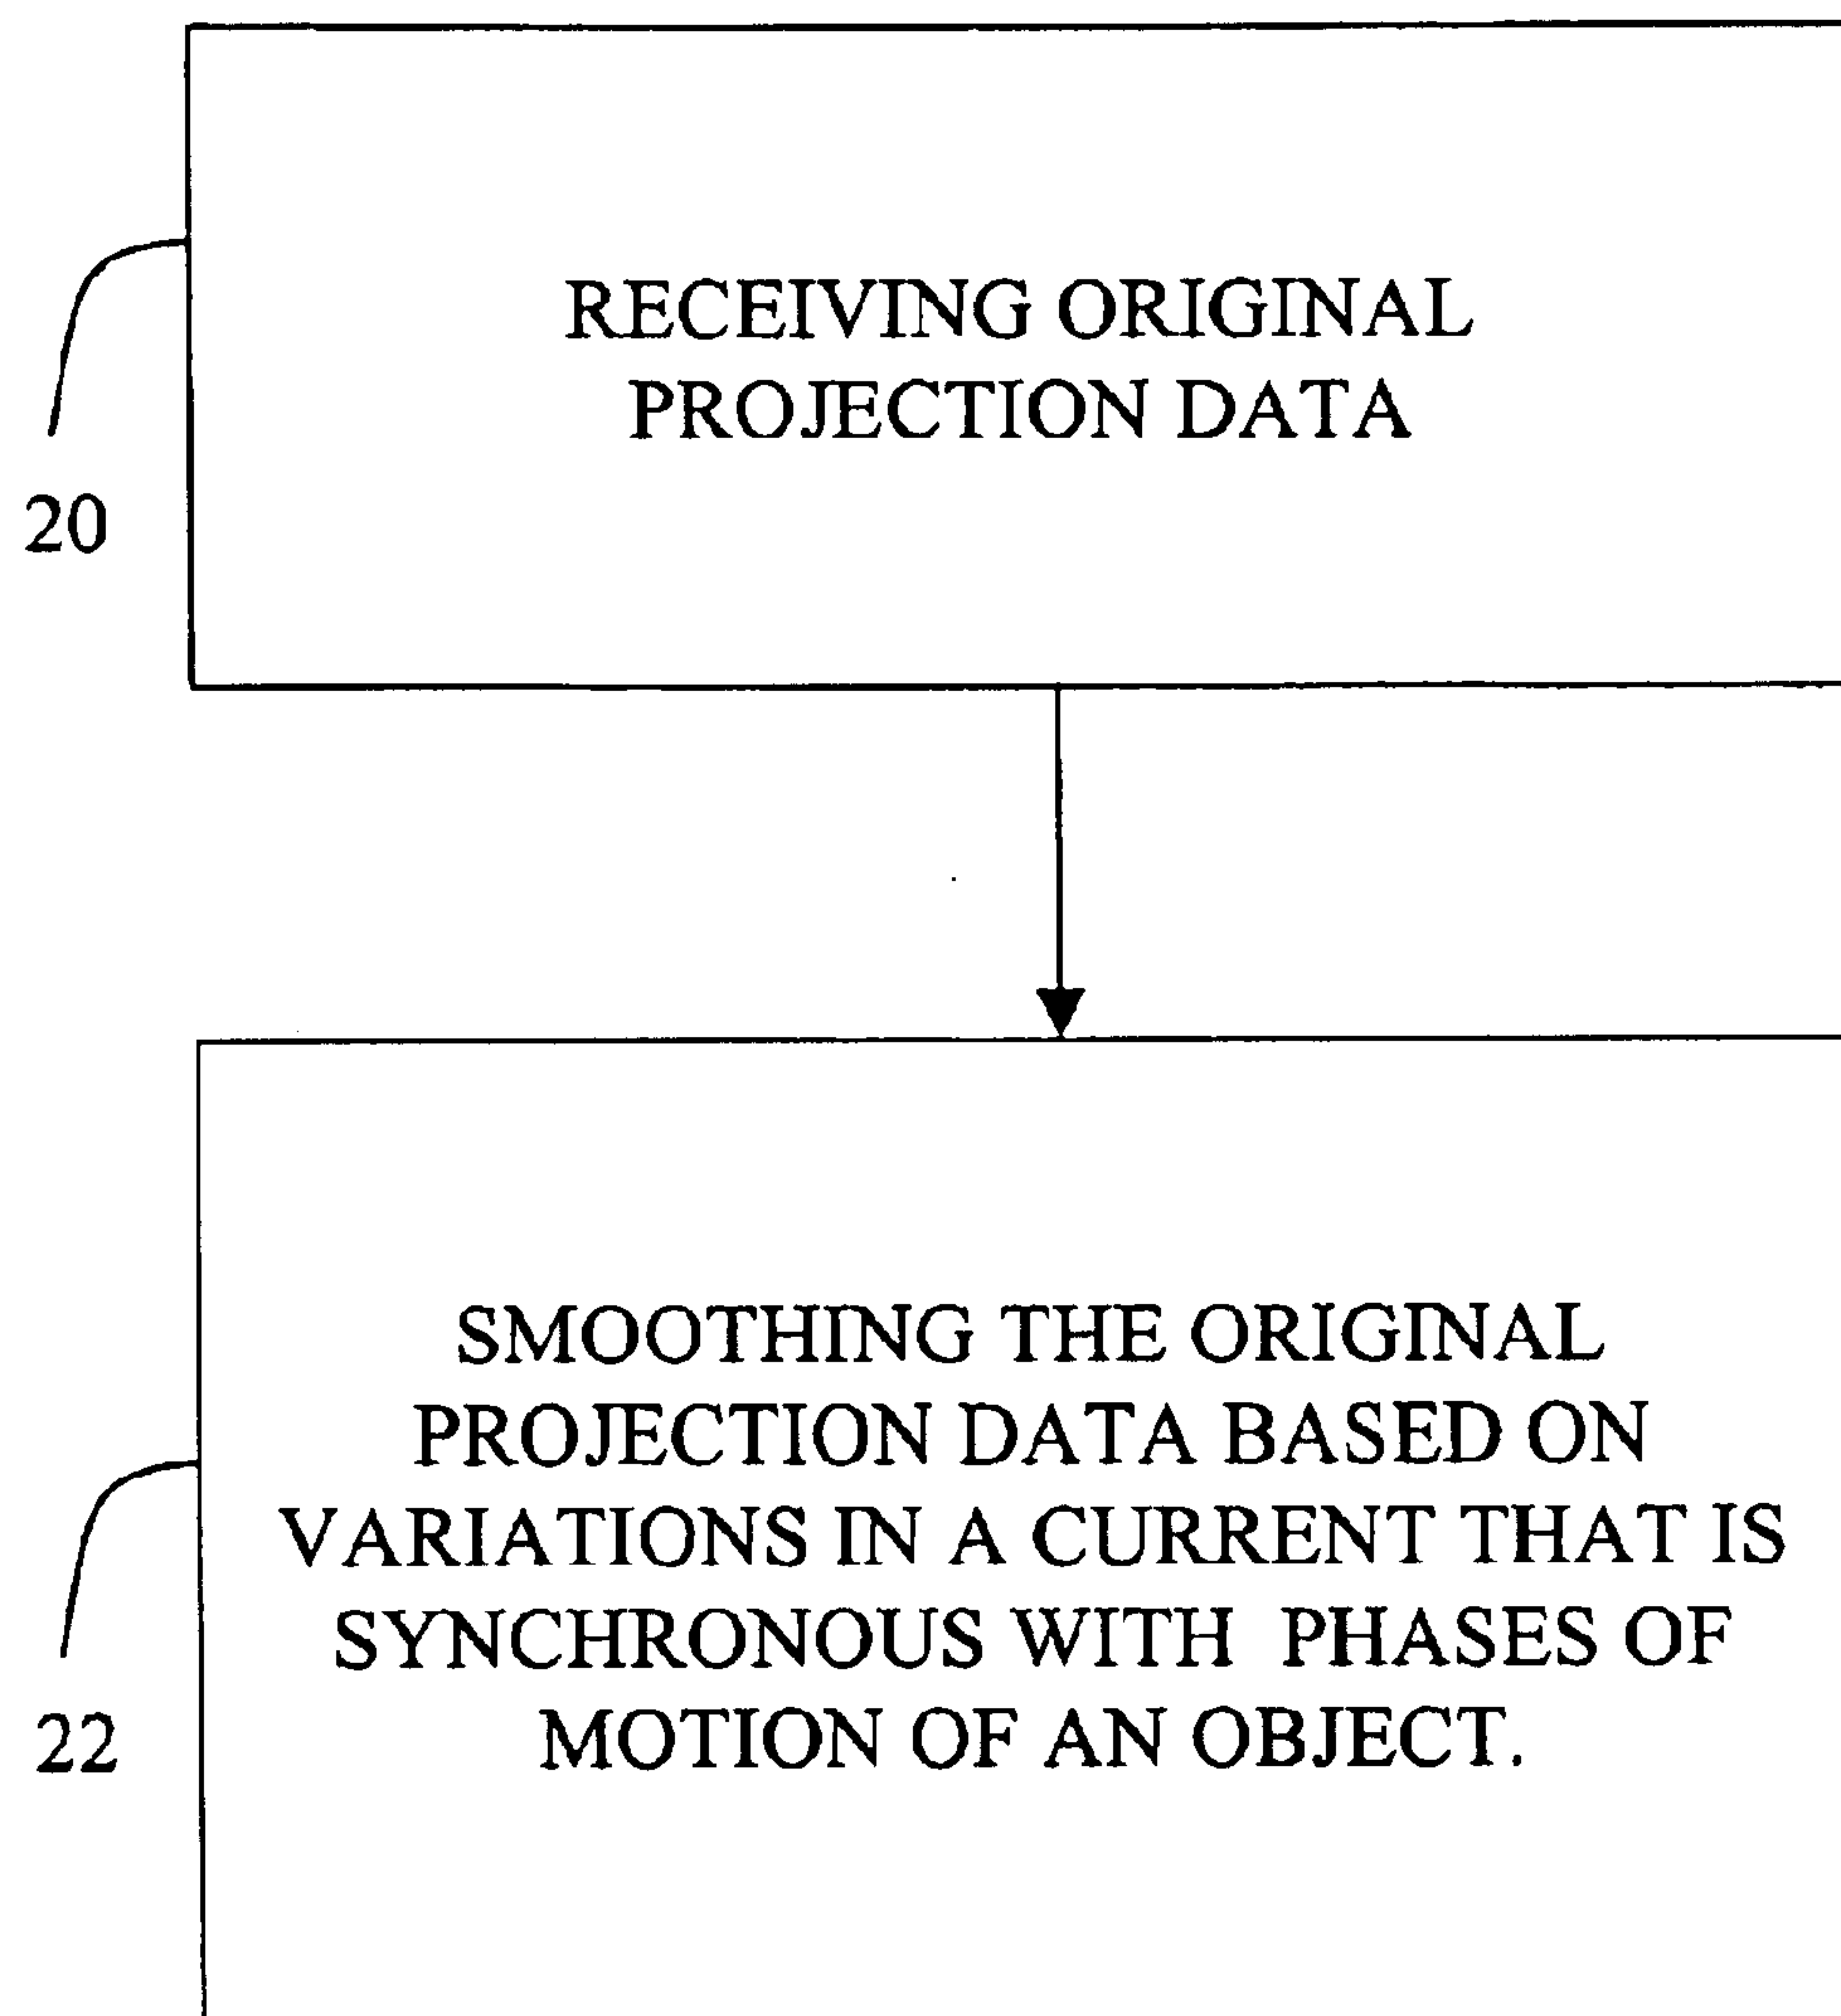 RECEIVING ORIGINAL
PROJECTION DATA
20
SMOOTHING THE ORIGINAL
PROJECTION DATA BASED ON
VARIATIONS IN A CURRENT THAT IS
SYNCHRONOUS WITH PHASES OF
MOTION OF AN OBJECT.
22